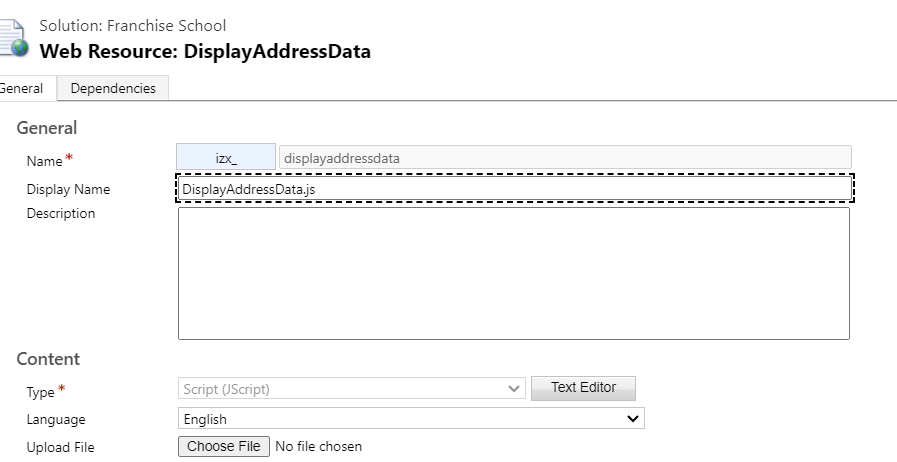 Solution: Franchise School
Web Resource: DisplayAddressData
General Dependencies
General
Name* izx_ displayaddressdata
Display Name DisplayAddressData.js
Description
Content
Type* Script (JScript) Text Editor
Language English
Upload File Choose File No file chosen